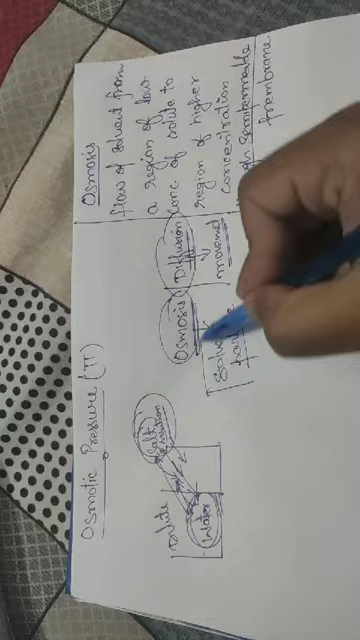 Osmotic Pressure (π)
Dilute
Water
Salt
solution
Osmosis
Diffusion
movement
Osmosis
flow of solvent from
a region of low
conc of solute to
region of higher
concentration
semipermeable
membrane